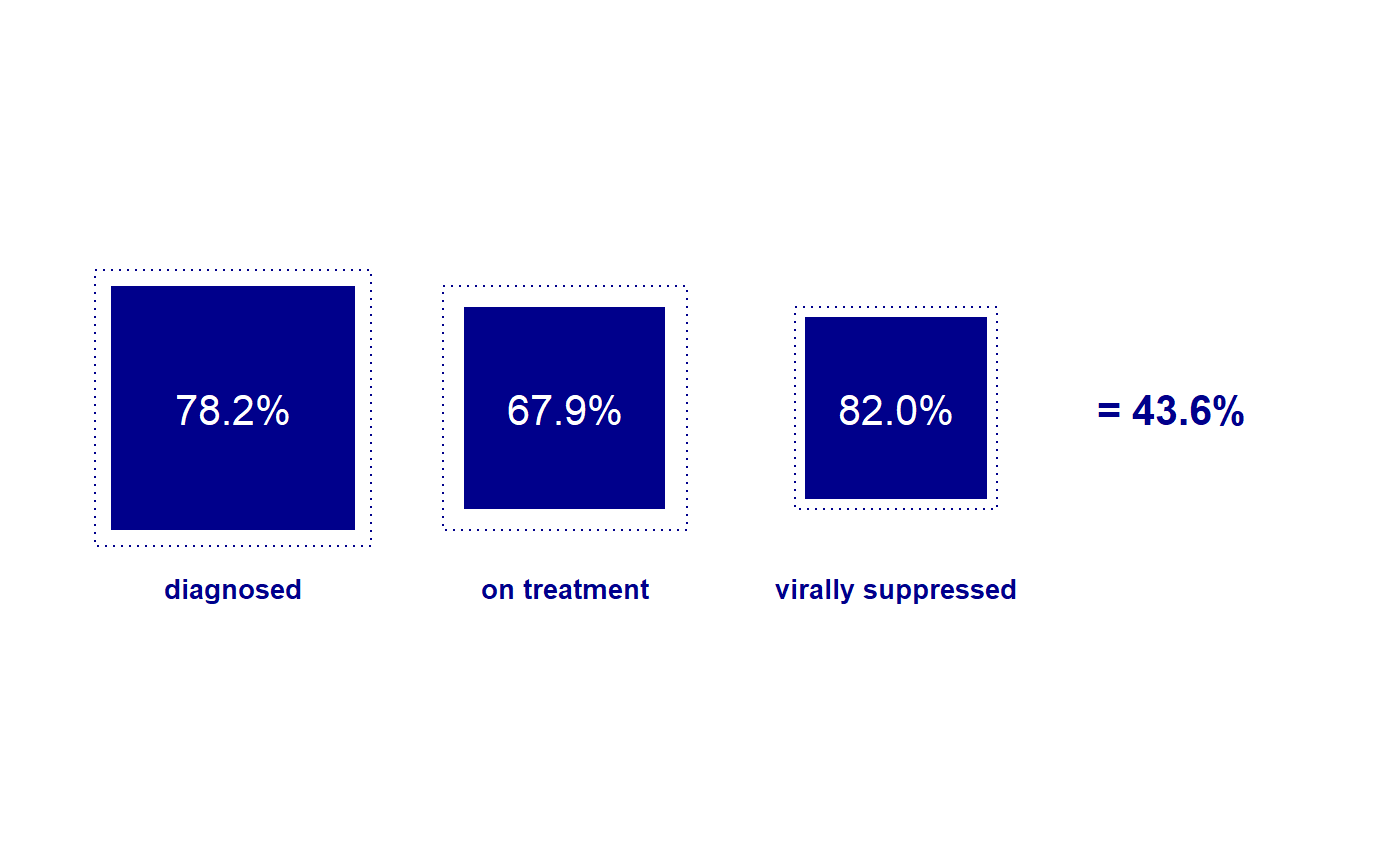 78.2%
67.9%
82.0%
= 43.6%
diagnosed
on treatment
virally suppressed